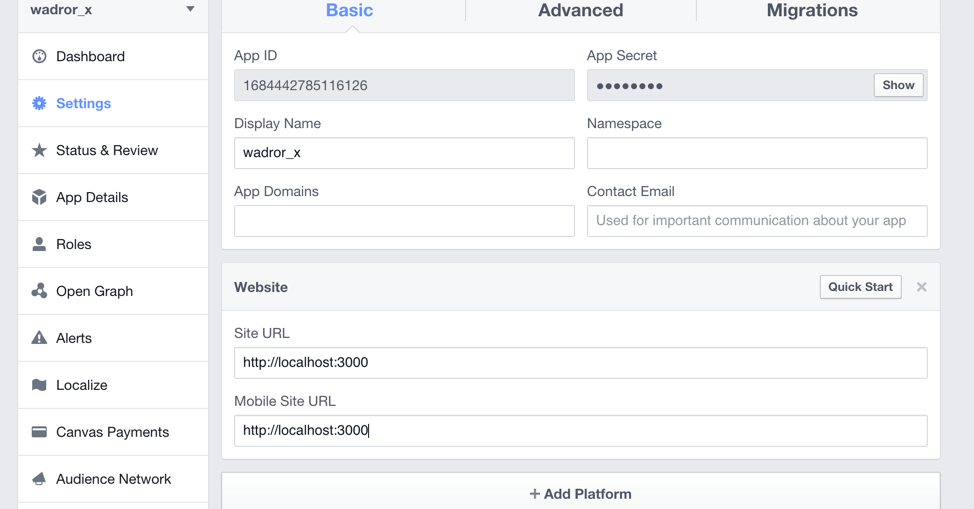 wadror_x
Basic Advanced Migrations
Dashboard
Settings
Status & Review
App Details
Roles
Open Graph
Alerts
Localize
Canvas Payments
Audience Network
App ID App Secret
1684442785116126 ●●●●●●●● Show
Display Name Namespace
wadror_x
App Domains Contact Email
Used for important communication about your app
Website Quick Start ×
Site URL
http://localhost:3000
Mobile Site URL
http://localhost:3000
+ Add Platform